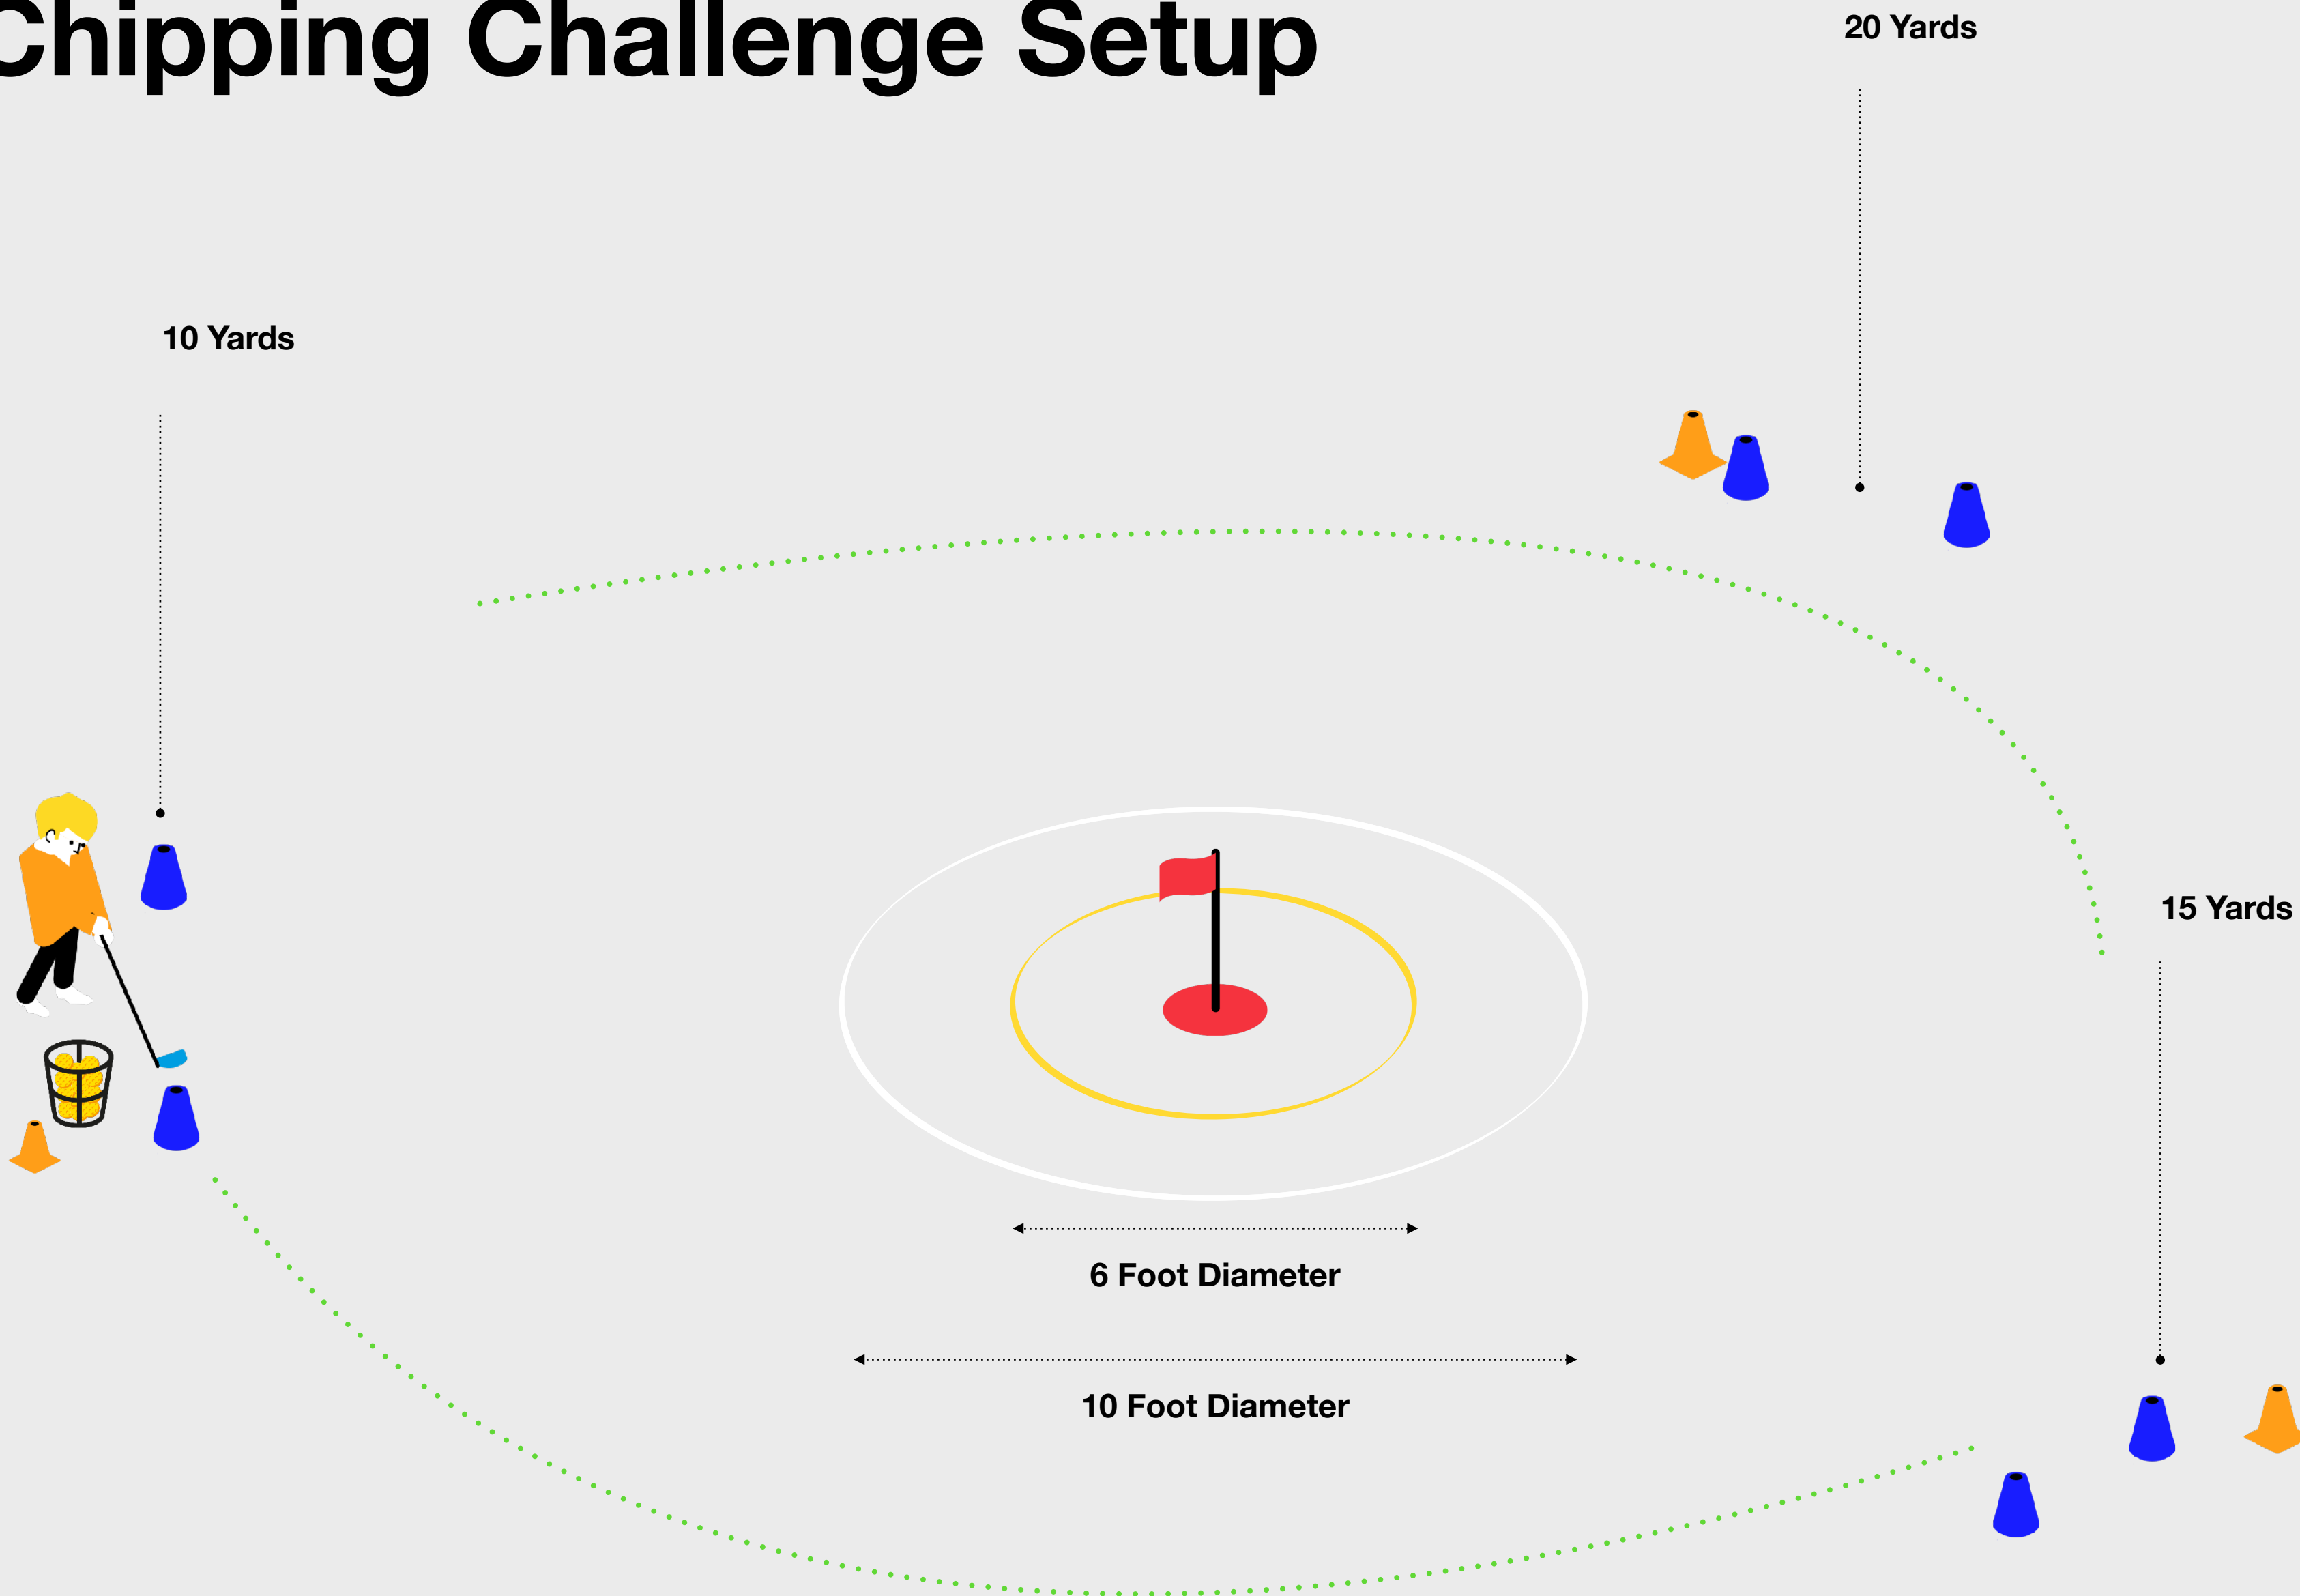 Chipping Challenge Setup
20 Yards
10 Yards
15 Yards
6 Foot Diameter
10 Foot Diameter